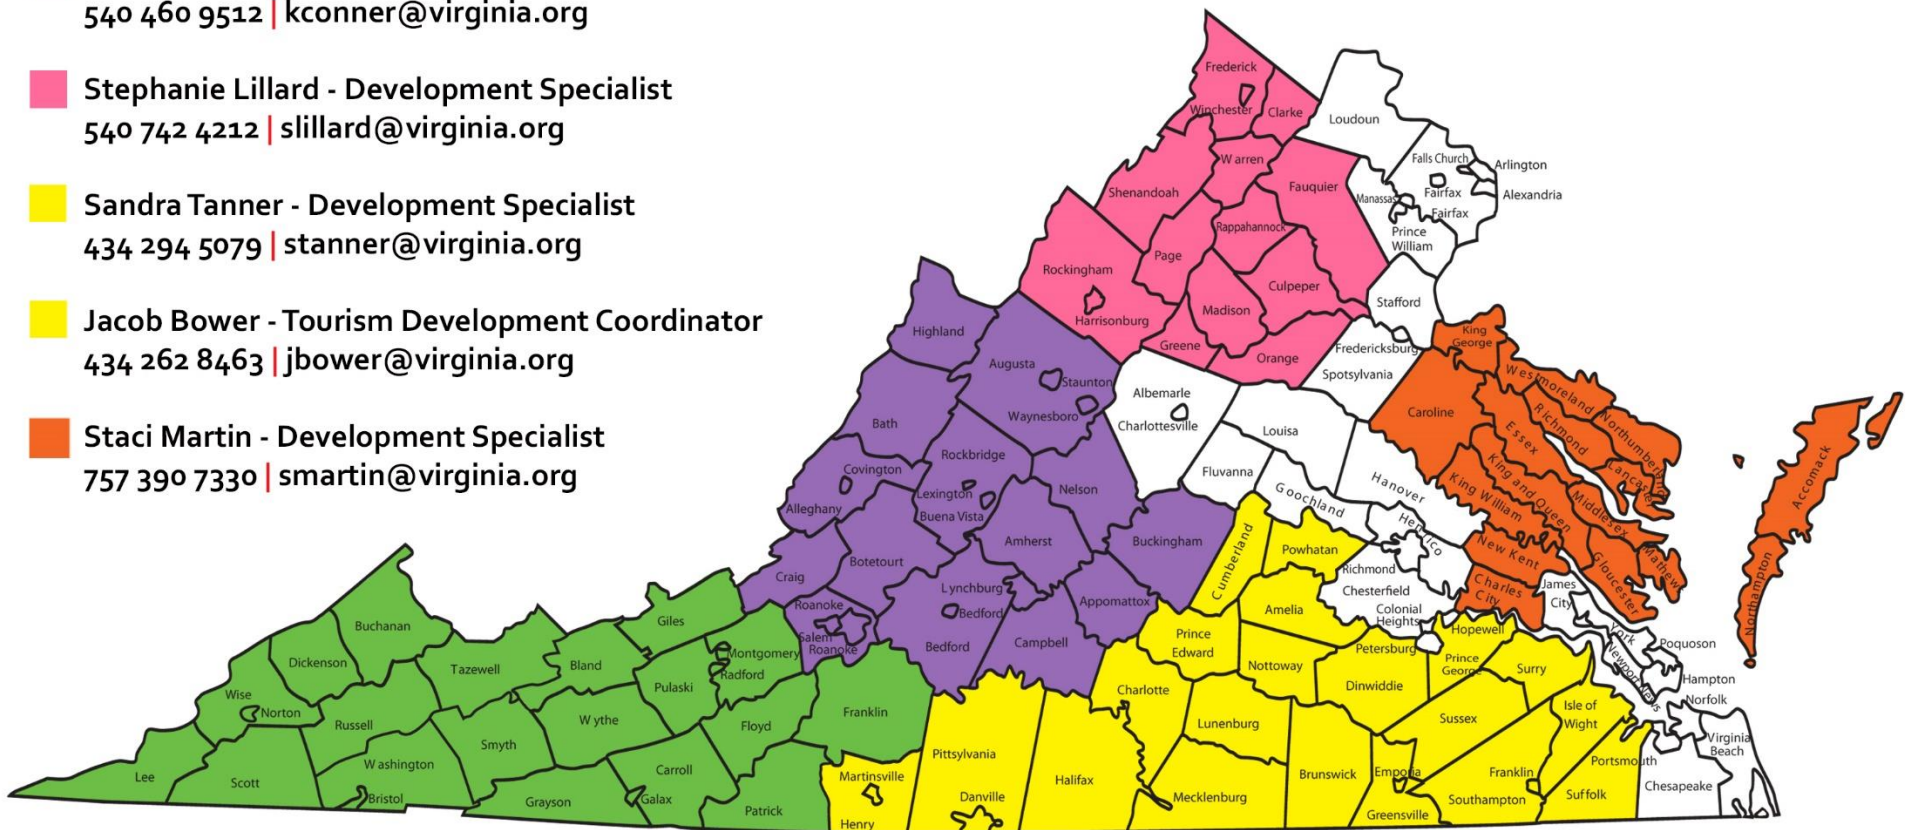 540 460 9512 | kconner@virginia.org
Stephanie Lillard - Development Specialist
540 742 4212 | slillard@virginia.org
Sandra Tanner - Development Specialist
434 294 5079 | stanner@virginia.org
Jacob Bower - Tourism Development Coordinator
434 262 8463 | jbower@virginia.org
Staci Martin - Development Specialist
757 390 7330 | smartin@virginia.org
Frederick
Winchester
Clarke
Loudoun
Warren
Falls Church
Arlington
Shenandoah
Fauquier
Manassas
Fairfax
Alexandria
Fairfax
Rappahannock
Prince
William
Page
Rockingham
Culpeper
Stafford
Madison
Harrisonburg
King
George
Highland
Greene
Orange
Fredericksburg
Augusta
Spotsylvania
Westmoreland
Staunton
Albemarle
Richmond
Northumberland
Waynesboro
Charlottesville
Caroline
Bath
Louisa
Essex
Rockbridge
Covington
Fluvanna
Lancaster
Accomack
Lexington
Nelson
Goochland
Hanover
King and Queen
King William
Alleghany
Buena Vista
Middlesex
Amherst
Buckingham
Henrico
Cumberland
Powhatan
New Kent
Botetourt
Richmond
Mathews
Craig
Lynchburg
Chesterfield
Charles
City
James
City
Gloucester
Roanoke
Bedford
Appomattox
Amelia
Colonial
Heights
Northampton
Buchanan
Giles
Salem
Roanoke
Bedford
Campbell
Prince
Edward
Hopewell
York
Poquoson
Dickenson
Tazewell
Bland
Montgomery
Radford
Nottoway
Petersburg
Prince
George
Surry
Newport News
Hampton
Wise
Norton
Pulaski
Charlotte
Dinwiddie
Norfolk
Russell
Wythe
Floyd
Franklin
Lunenburg
Sussex
Isle of
Wight
Virginia
Beach
Smyth
Pittsylvania
Portsmouth
Lee
Scott
Washington
Carroll
Martinsville
Halifax
Brunswick
Emporia
Franklin
Chesapeake
Bristol
Grayson
Galax
Patrick
Danville
Mecklenburg
Southampton
Suffolk
Henry
Greensville